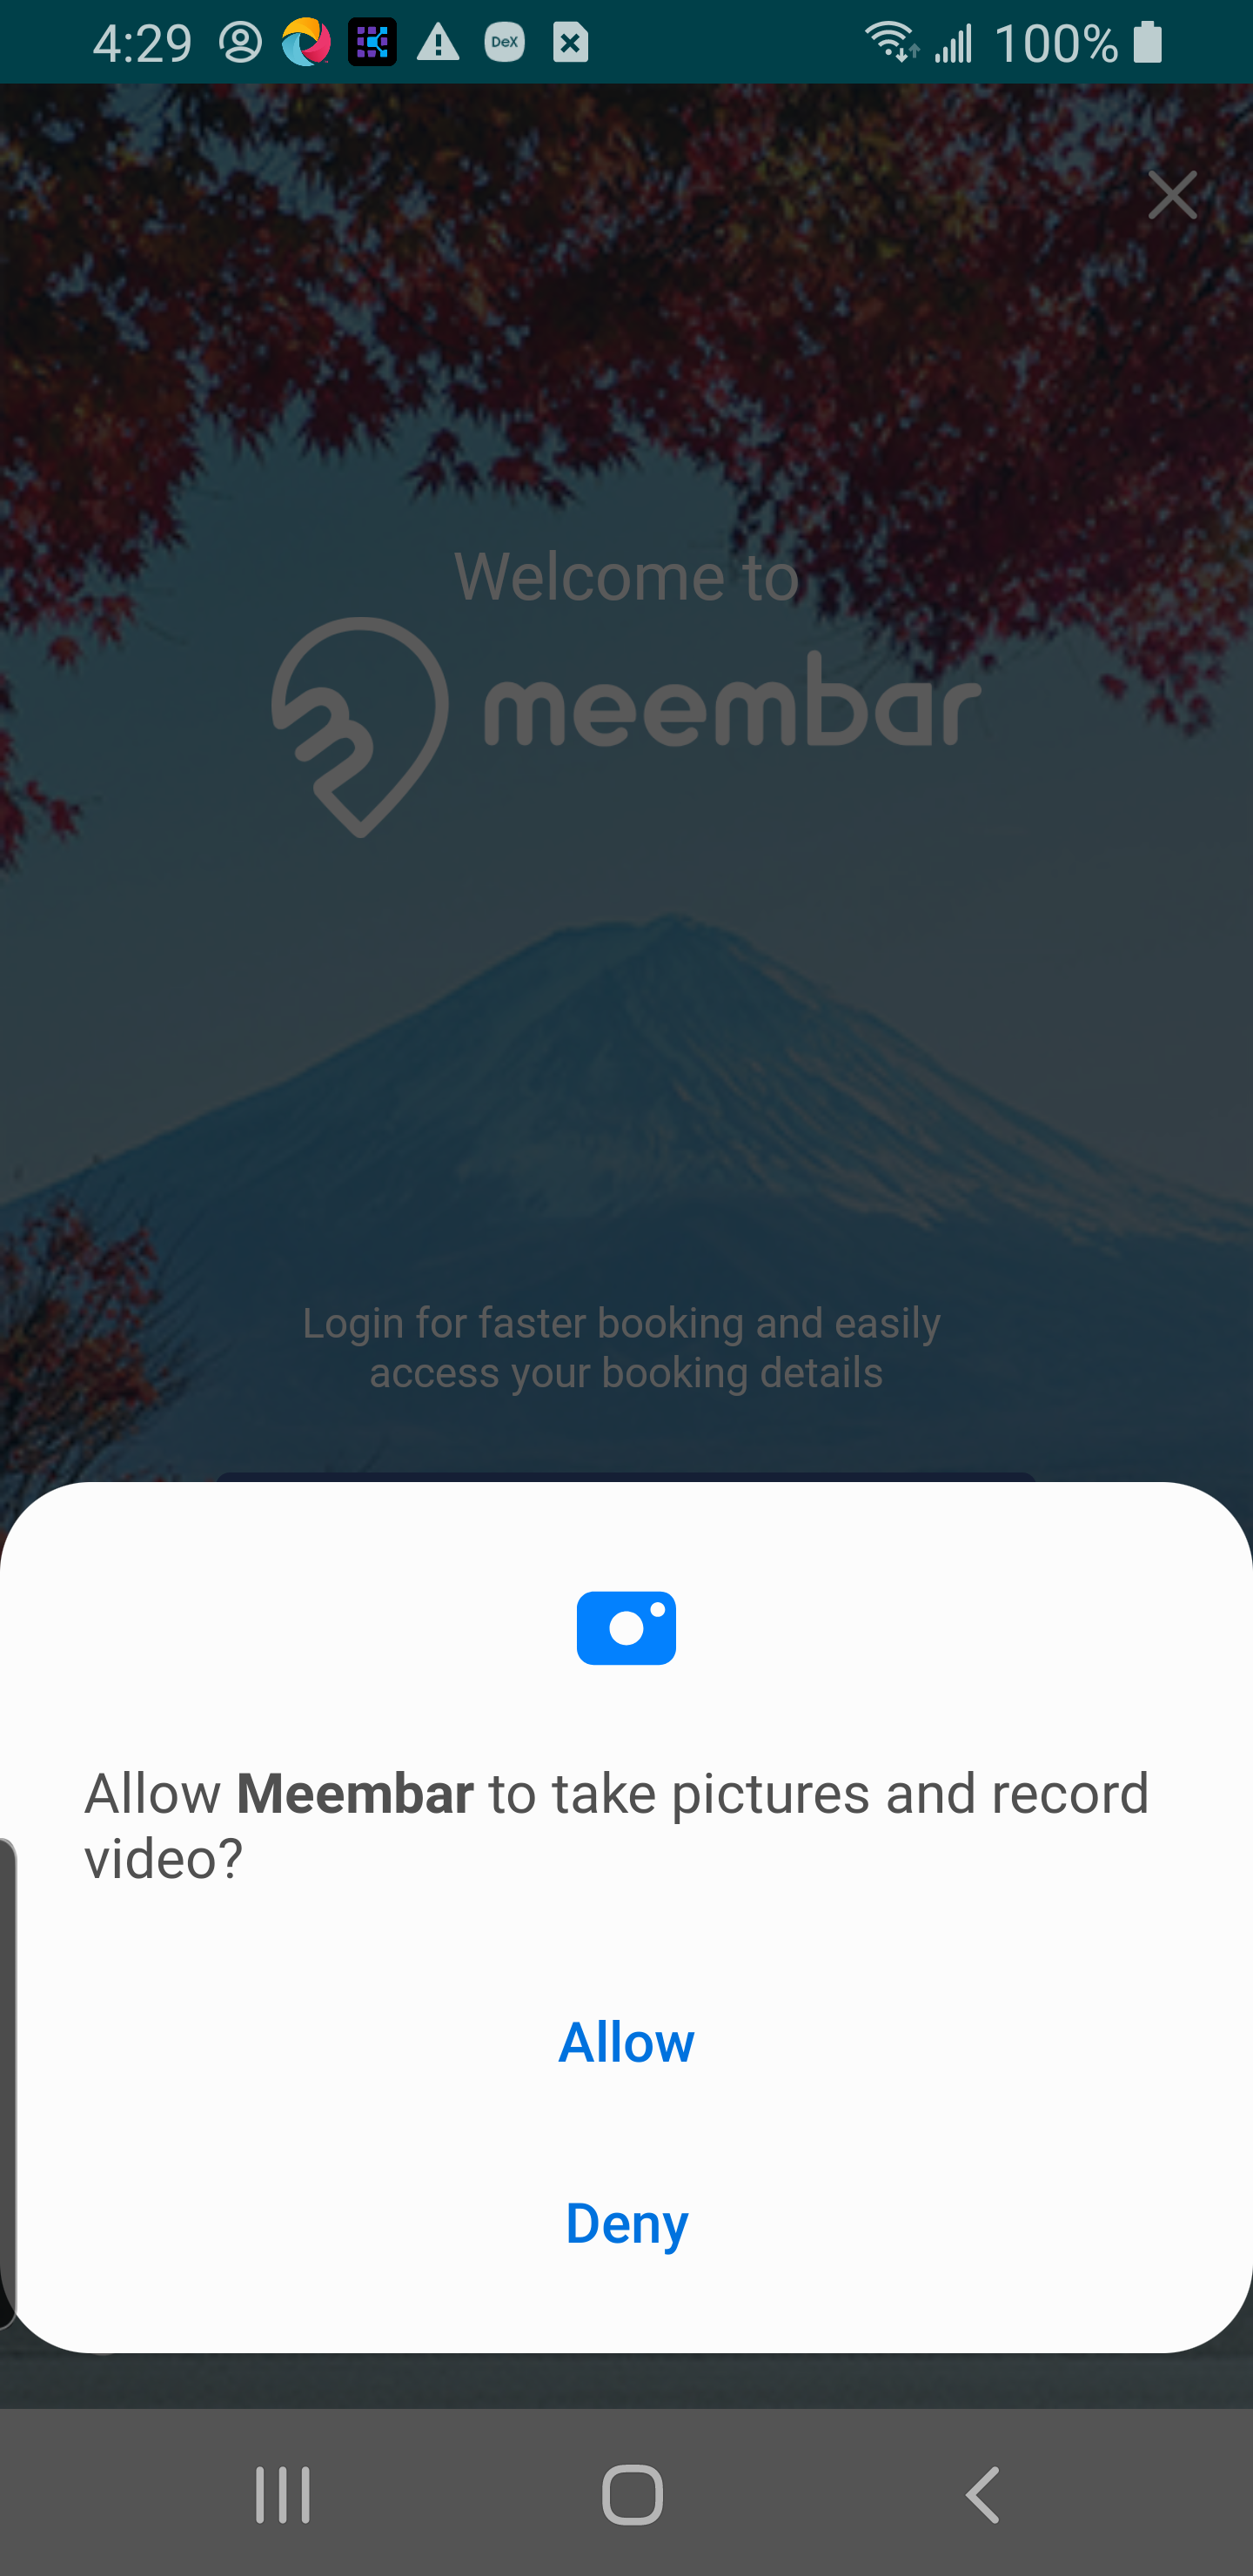 4:29
DeX
100%
Welcome to
meembar
Login for faster booking and easily
access your booking details
Allow Meembar to take pictures and record
video?
Allow
Deny